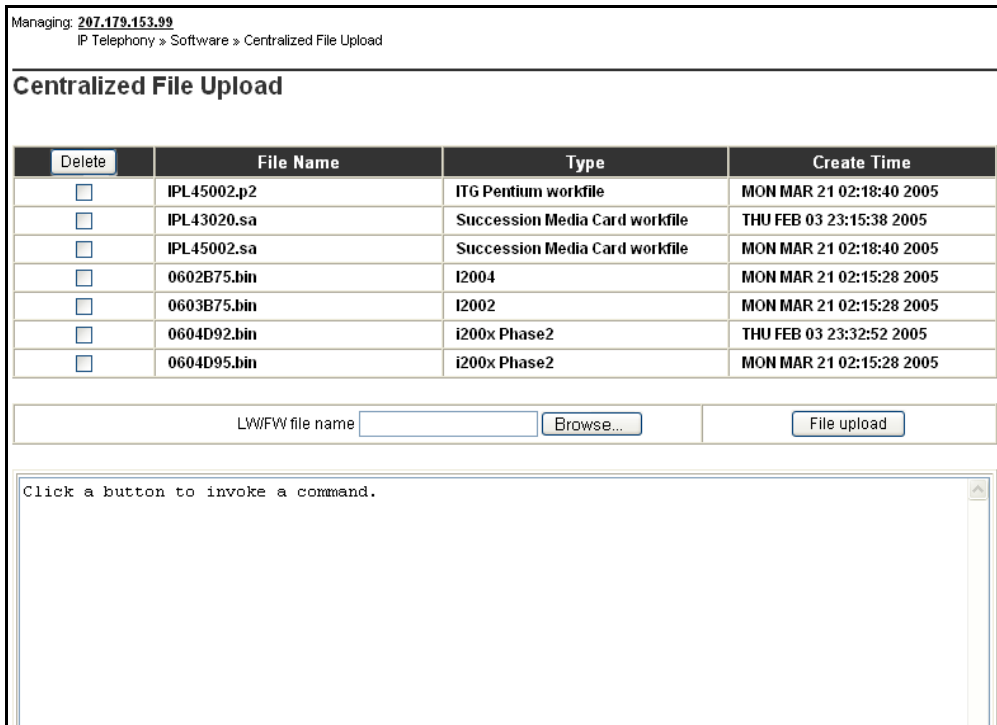 Managing: 207.179.153.99
IP Telephony » Software » Centralized File Upload
Centralized File Upload
Delete File Name Type Create Time
IPL45002.p2 ITG Pentium workfile MON MAR 21 02:18:40 2005
IPL43020.sa Succession Media Card workfile THU FEB 03 23:15:38 2005
IPL45002.sa Succession Media Card workfile MON MAR 21 02:18:40 2005
0602B75.bin I2004 MON MAR 21 02:15:28 2005
0603B75.bin I2002 MON MAR 21 02:15:28 2005
0604D92.bin i200x Phase2 THU FEB 03 23:32:52 2005
0604D95.bin i200x Phase2 MON MAR 21 02:15:28 2005
LW/FW file name Browse... File upload
Click a button to invoke a command.